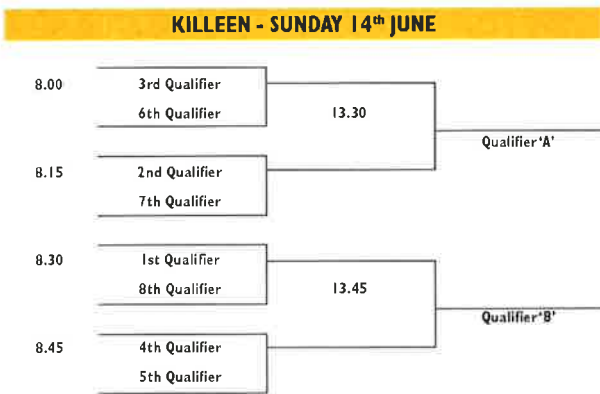 KILLEEN - SUNDAY 14th JUNE
8.00
3rd Qualifier
6th Qualifier
13.30
Qualifier 'A'
8.15
2nd Qualifier
7th Qualifier
8.30
1st Qualifier
8th Qualifier
13.45
Qualifier 'B'
8.45
4th Qualifier
5th Qualifier